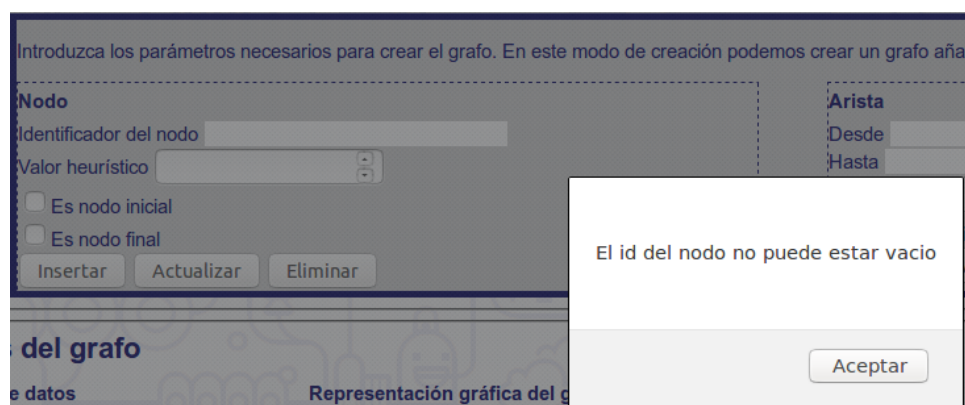 Introduzca los parámetros necesarios para crear el grafo. En este modo de creación podemos crear un grafo aña
Nodo
Identificador del nodo
Valor heurístico
Es nodo inicial
Es nodo final
Insertar Actualizar Eliminar
Arista
Desde
Hasta
El id del nodo no puede estar vacio
Aceptar
del grafo
e datos
Representación gráfica del g